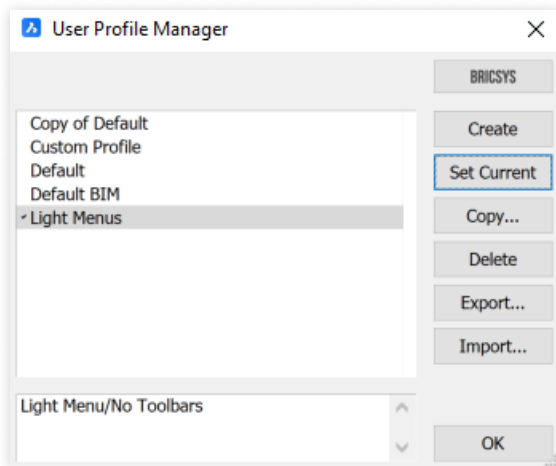 User Profile Manager
BRICSYS
Copy of Default
Custom Profile
Default
Default BIM
Light Menus
Create
Set Current
Copy...
Delete
Export...
Import...
Light Menu/No Toolbars
OK